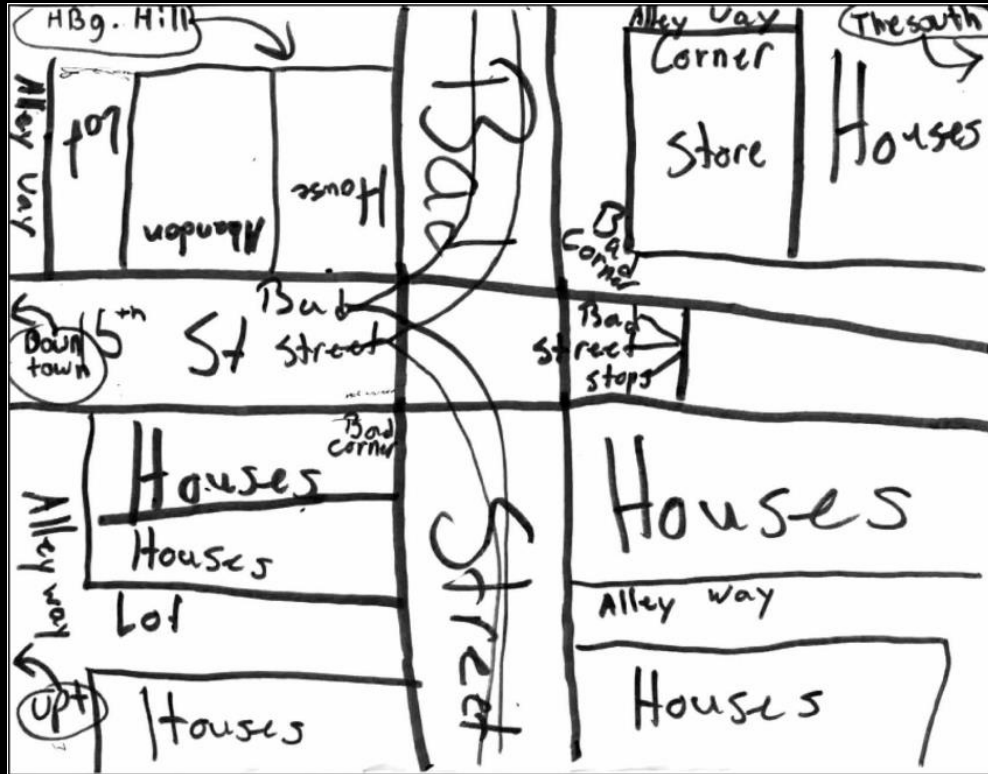 HBg. Hill
Alley Way
Lot
Abandon
House
Bad
Alley Way
Corner
Store
Bad
Corner
The south
Houses
Down
town
5th St
Bad
Street
Bad
Street
Stops
Bad
Corner
Houses
Houses
Alley way
Lot
Upt
Houses
Street
Houses
Alley Way
Houses